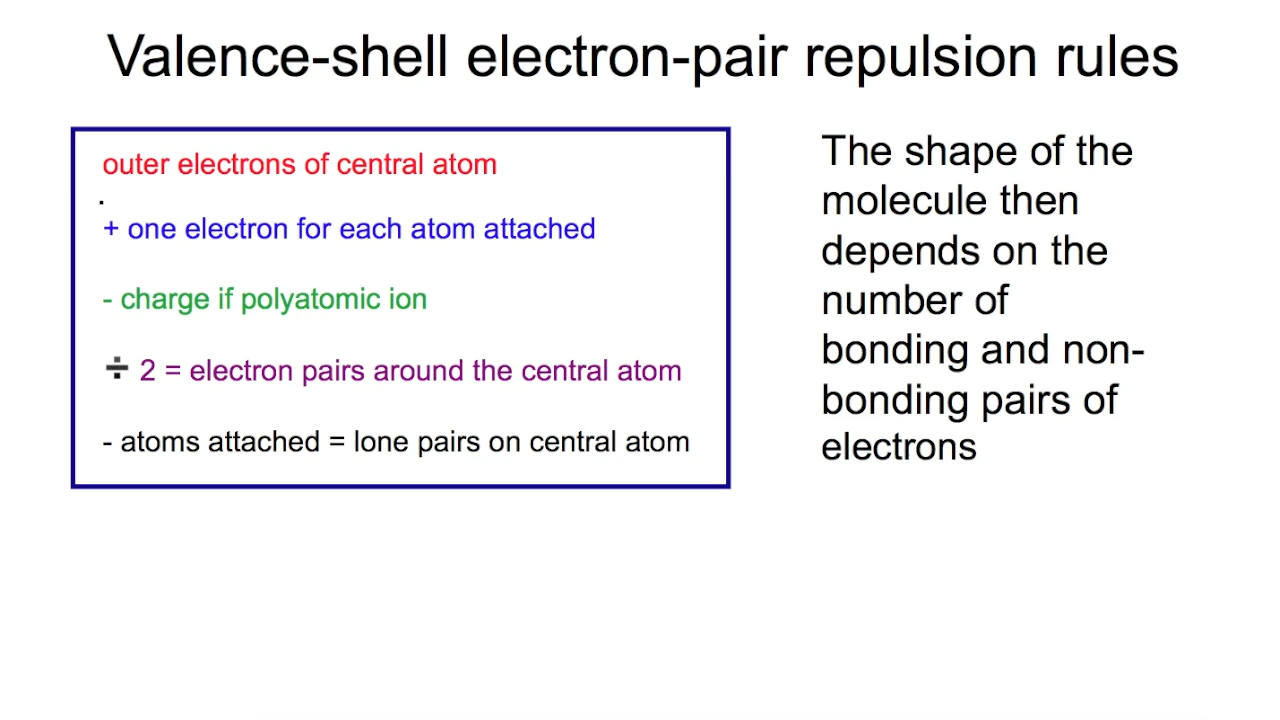 Valence-shell electron-pair repulsion rules
outer electrons of central atom
+ one electron for each atom attached
- charge if polyatomic ion
÷ 2 = electron pairs around the central atom
- atoms attached = lone pairs on central atom
The shape of the
molecule then
depends on the
number of
bonding and non-
bonding pairs of
electrons